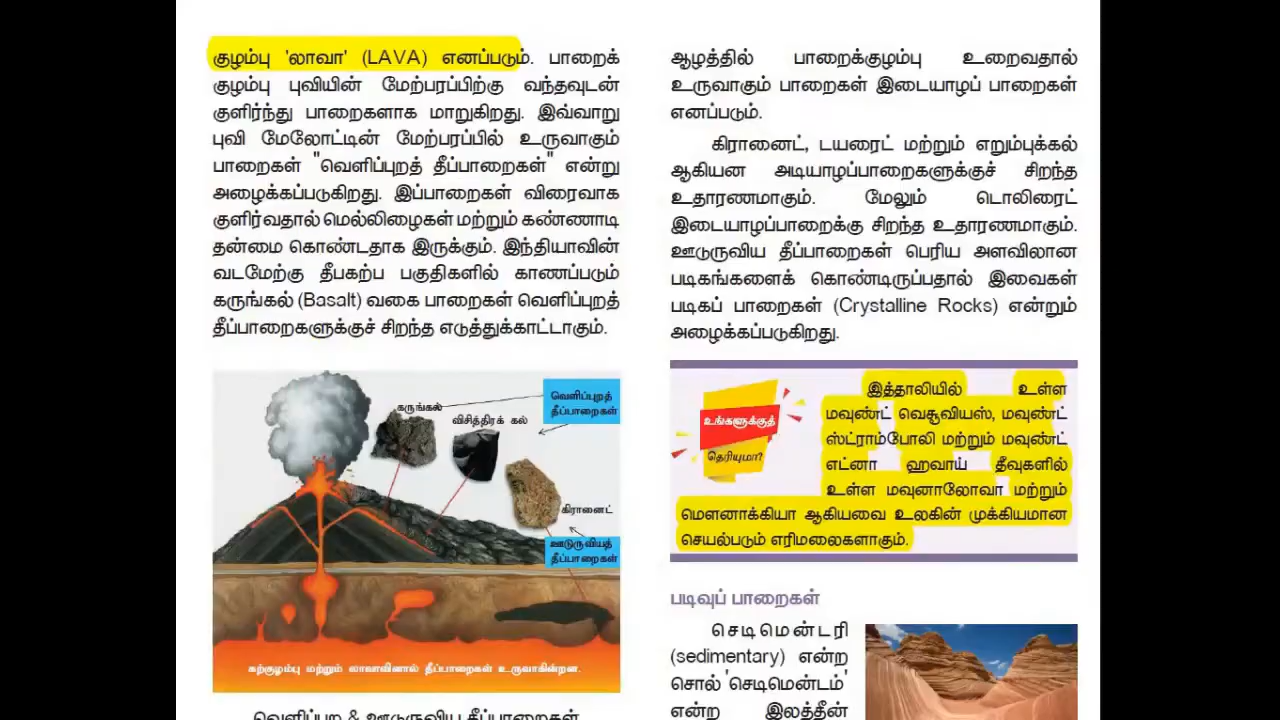 குழம்பு 'லாவா' (LAVA) எனப்படும். பாறைக்
குழம்பு புவியின் மேற்பரப்பிற்கு வந்தவுடன்
குளிர்ந்து பாறைகளாக மாறுகிறது. இவ்வாறு
புவி மேலோட்டின் மேற்பரப்பில் உருவாகும்
பாறைகள் "வெளிப்புறத் தீப்பாறைகள்" என்று
அழைக்கப்படுகிறது. இப்பாறைகள் விரைவாக
குளிர்வதால் மெல்லிழைகள் மற்றும் கண்ணாடி
தன்மை கொண்டதாக இருக்கும். இந்தியாவின்
வடமேற்கு தீபகற்ப பகுதிகளில் காணப்படும்
கருங்கல் (Basalt) வகை பாறைகள் வெளிப்புறத்
தீப்பாறைகளுக்குச் சிறந்த எடுத்துக்காட்டாகும்.
கருங்கல்
விசித்திரக் கல்
வெளிப்புறத்
தீப்பாறைகள்
கிரானைட்
ஊடுருவியத்
தீப்பாறைகள்
கற்குழம்பு மற்றும் லாவாவினால் தீப்பாறைகள் உருவாகின்றன.
வெளிப்புற & ஊடுருவிய தீப்பாறைகள்
ஆழத்தில் பாறைக்குழம்பு உறைவதால்
உருவாகும் பாறைகள் இடையாழப் பாறைகள்
எனப்படும்.
கிரானைட், டயரைட் மற்றும் எறும்புக்கல்
ஆகியன அடியாழப்பாறைகளுக்குச் சிறந்த
உதாரணமாகும். மேலும் டொலிரைட்
இடையாழப்பாறைக்கு சிறந்த உதாரணமாகும்.
ஊடுருவிய தீப்பாறைகள் பெரிய அளவிலான
படிகங்களைக் கொண்டிருப்பதால் இவைகள்
படிகப் பாறைகள் (Crystalline Rocks) என்றும்
அழைக்கப்படுகிறது.
உங்களுக்குத்
தெரியுமா?
இத்தாலியில் உள்ள
மவுண்ட் வெசூவியஸ், மவுண்ட்
ஸ்ட்ராம்போலி மற்றும் மவுண்ட்
எட்னா ஹவாய் தீவுகளில்
உள்ள மவுனாலோவா மற்றும்
மௌனாக்கியா ஆகியவை உலகின் முக்கியமான
செயல்படும் எரிமலைகளாகும்.
படிவுப் பாறைகள்
செடிமென்டரி
(sedimentary) என்ற
சொல் 'செடிமென்டம்'
என்ற இலத்தீன்